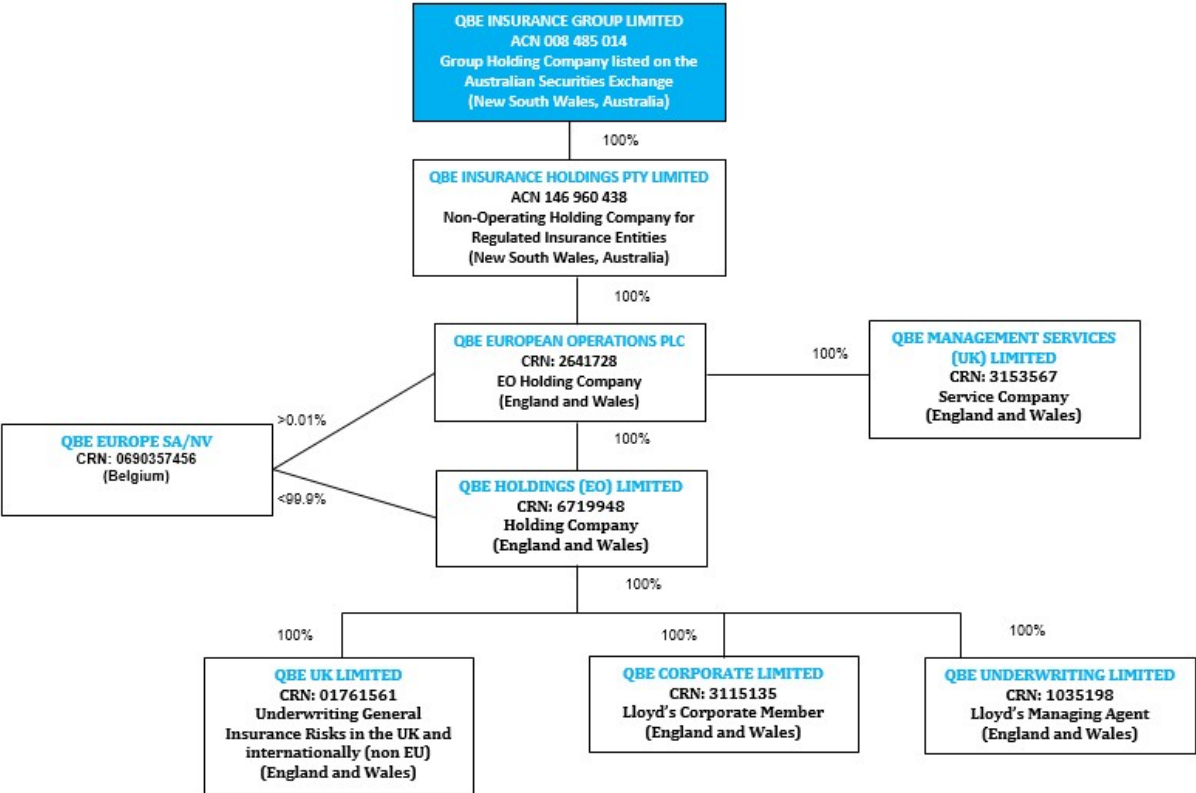 QBE INSURANCE GROUP LIMITED
ACN 008 485 014
Group Holding Company listed on the
Australian Securities Exchange
(New South Wales, Australia)
100%
QBE INSURANCE HOLDINGS PTY LIMITED
ACN 146 960 438
Non-Operating Holding Company for
Regulated Insurance Entities
(New South Wales, Australia)
100%
QBE EUROPEAN OPERATIONS PLC
CRN: 2641728
EO Holding Company
(England and Wales)
100%
QBE MANAGEMENT SERVICES
(UK) LIMITED
CRN: 3153567
Service Company
(England and Wales)
>0.01%
QBE EUROPE SA/NV
CRN: 0690357456
(Belgium)
<99.9%
100%
QBE HOLDINGS (EO) LIMITED
CRN: 6719948
Holding Company
(England and Wales)
100%
100%
QBE UK LIMITED
CRN: 01761561
Underwriting General
Insurance Risks in the UK and
internationally (non EU)
(England and Wales)
100%
QBE CORPORATE LIMITED
CRN: 3115135
Lloyd's Corporate Member
(England and Wales)
100%
QBE UNDERWRITING LIMITED
CRN: 1035198
Lloyd's Managing Agent
(England and Wales)